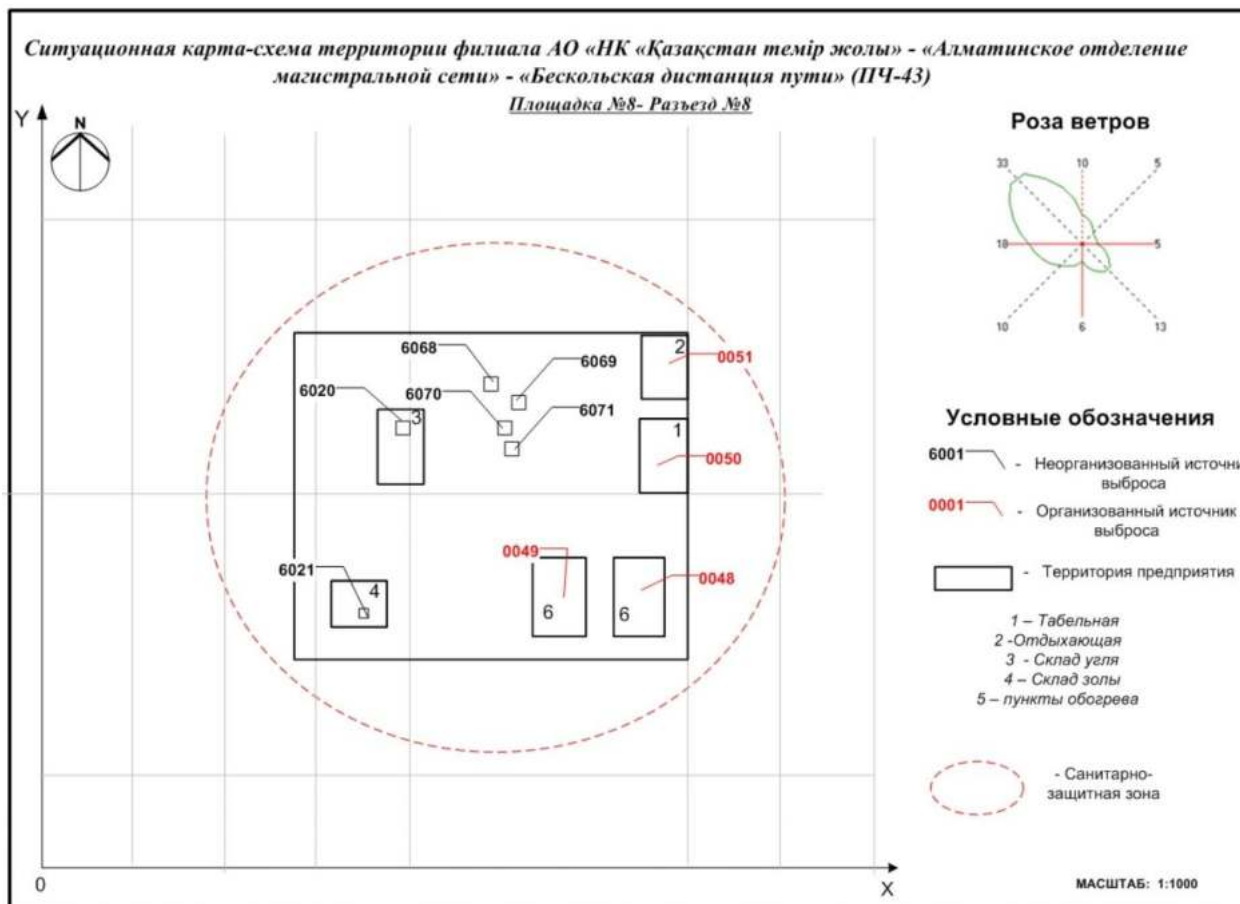 Ситуационная карта-схема территории филиала АО «НК «Қазақстан темір жолы» - «Алматинское отделение
магистральной сети» - «Бескольская дистанция пути» (ПЧ-43)
Площадка №8- Разъезд №8
Y
N
Роза ветров
33
10
5
18
5
10
6
13
6068
6069
2
0051
6020
6070
6071
3
1
0050
6021
4
0049
6
6
0048
Условные обозначения
6001 - Неорганизованный источни
выброса
0001 - Организованный источник
выброса
- Территория предприятия
1 – Табельная
2 -Отдыхающая
3 - Склад угля
4 – Склад золы
5 – пункты обогрева
- Санитарно-
защитная зона
0
X
МАСШТАБ: 1:1000